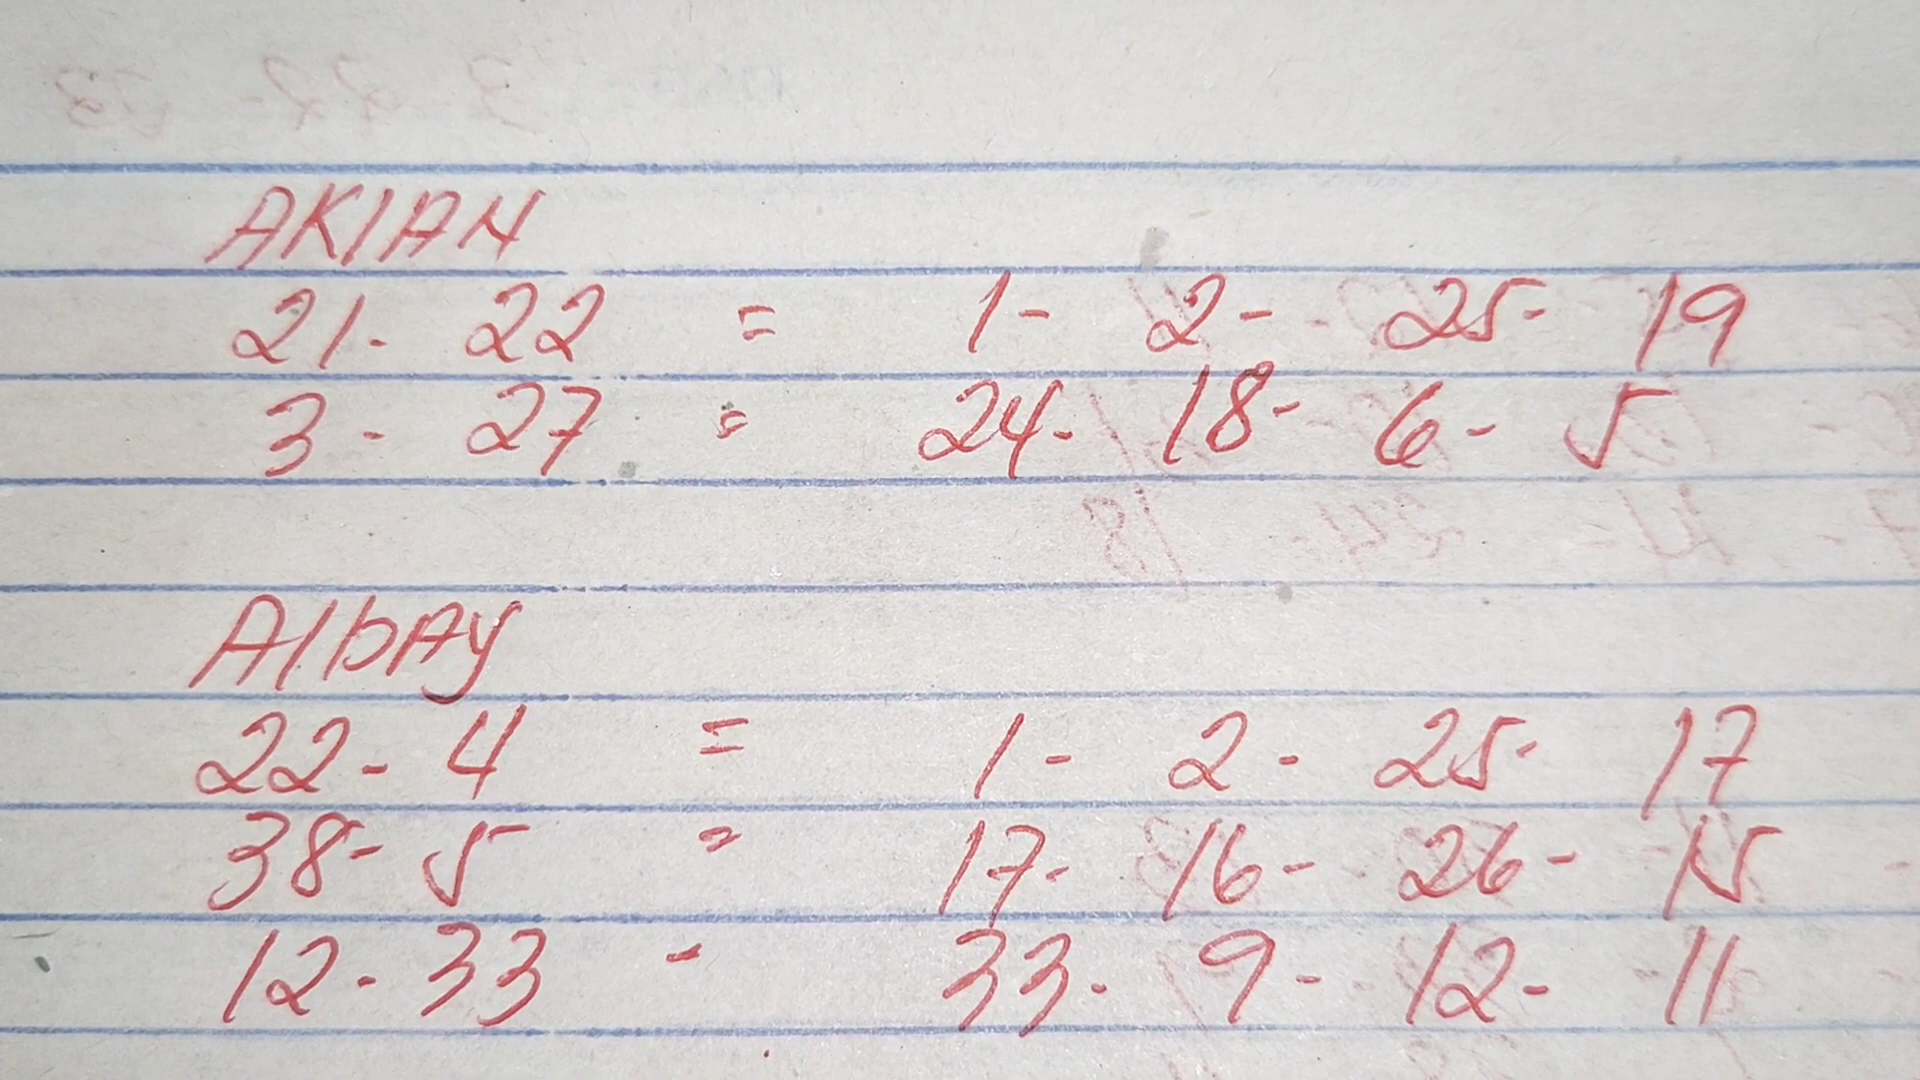 AKIAN
21- 22 = 1- 2- 25- 19
3- 27 = 24- 18- 6- 5
AlbAy
22- 4 = 1- 2- 25- 17
38- 5 = 17- 16- 26- 15
12- 33 - 33- 9- 12- 11